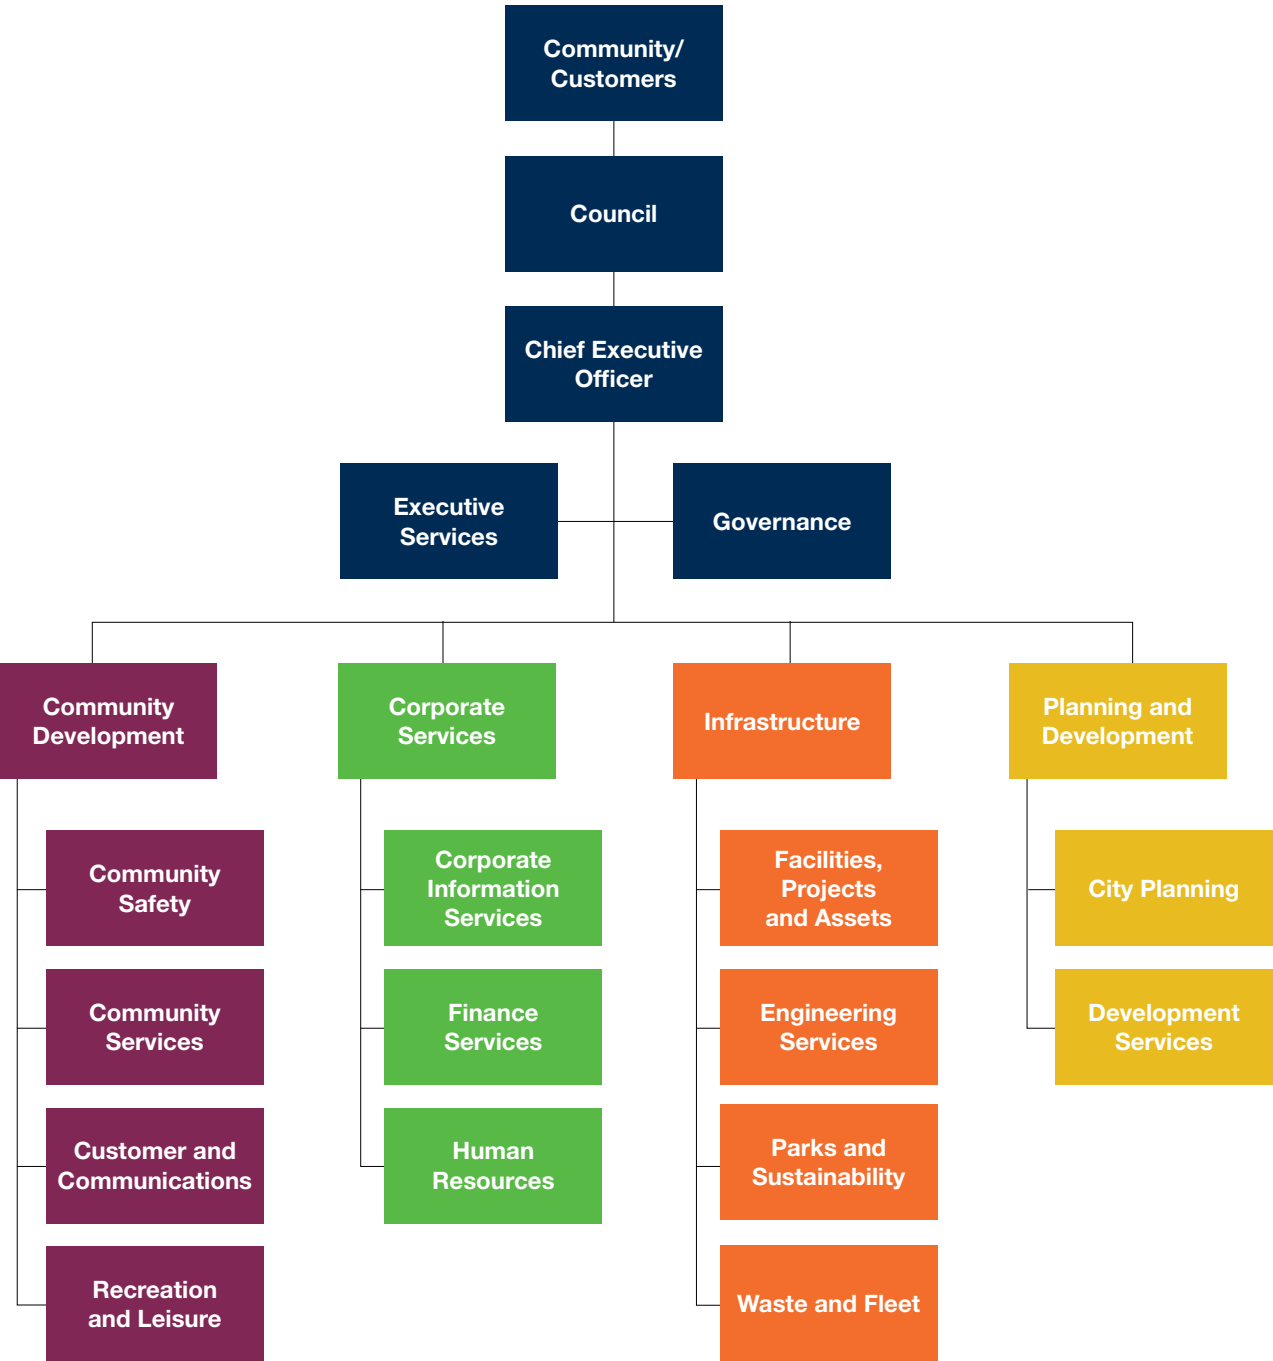 Community/
Customers
Council
Chief Executive
Officer
Executive
Services
Governance
Community
Development
Corporate
Services
Infrastructure
Planning and
Development
Community
Safety
Community
Services
Customer and
Communications
Recreation
and Leisure
Corporate
Information
Services
Finance
Services
Human
Resources
Facilities,
Projects
and Assets
Engineering
Services
Parks and
Sustainability
Waste and Fleet
City Planning
Development
Services